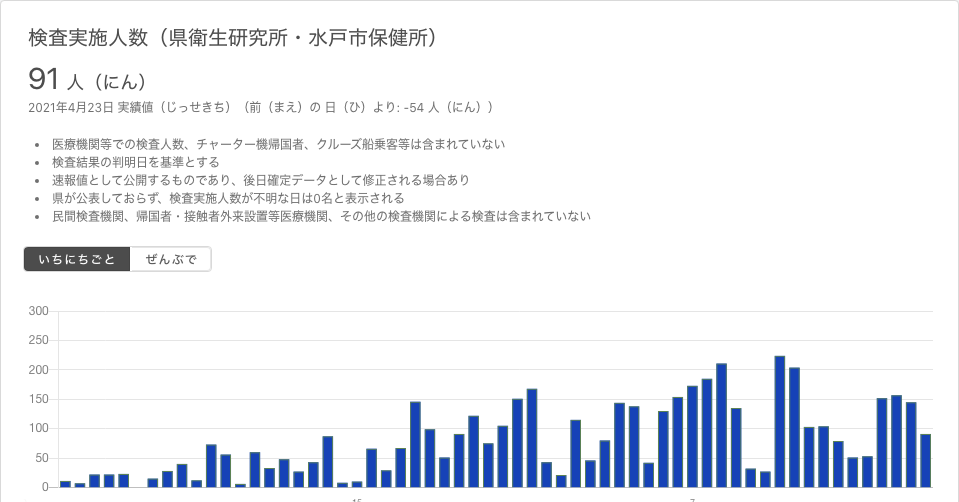 検査実施人数（県衛生研究所・水戸市保健所）
91 人（にん）
2021年4月23日 実績値（じっせきち）（前（まえ）の 日（ひ）より: -54 人（にん））
• 医療機関等での検査人数、チャーター機帰国者、クルーズ船乗客等は含まれていない
• 検査結果の判明日を基準とする
• 速報値として公開するものであり、後日確定データとして修正される場合あり
• 県が公表しておらず、検査実施人数が不明な日は0名と表示される
• 民間検査機関、帰国者・接触者外来設置等医療機関、その他の検査機関による検査は含まれていない
いちにちごと ぜんぶで
300
250
200
150
100
50
0